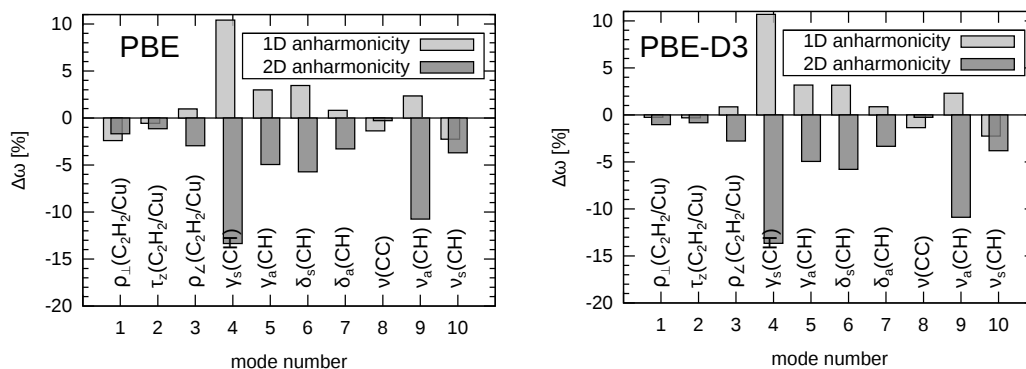 PBE
1D anharmonicity
2D anharmonicity
Δω [%]
10
5
0
-5
-10
-15
-20
ρ⊥(C₂H₂/Cu)
τz(C₂H₂/Cu)
ρ∠(C₂H₂/Cu)
γs(CH)
γa(CH)
δs(CH)
δa(CH)
ν(CC)
νa(CH)
νs(CH)
1 2 3 4 5 6 7 8 9 10
mode number
PBE-D3
1D anharmonicity
2D anharmonicity
Δω [%]
10
5
0
-5
-10
-15
-20
ρ⊥(C₂H₂/Cu)
τz(C₂H₂/Cu)
ρ∠(C₂H₂/Cu)
γs(CH)
γa(CH)
δs(CH)
δa(CH)
ν(CC)
νa(CH)
νs(CH)
1 2 3 4 5 6 7 8 9 10
mode number